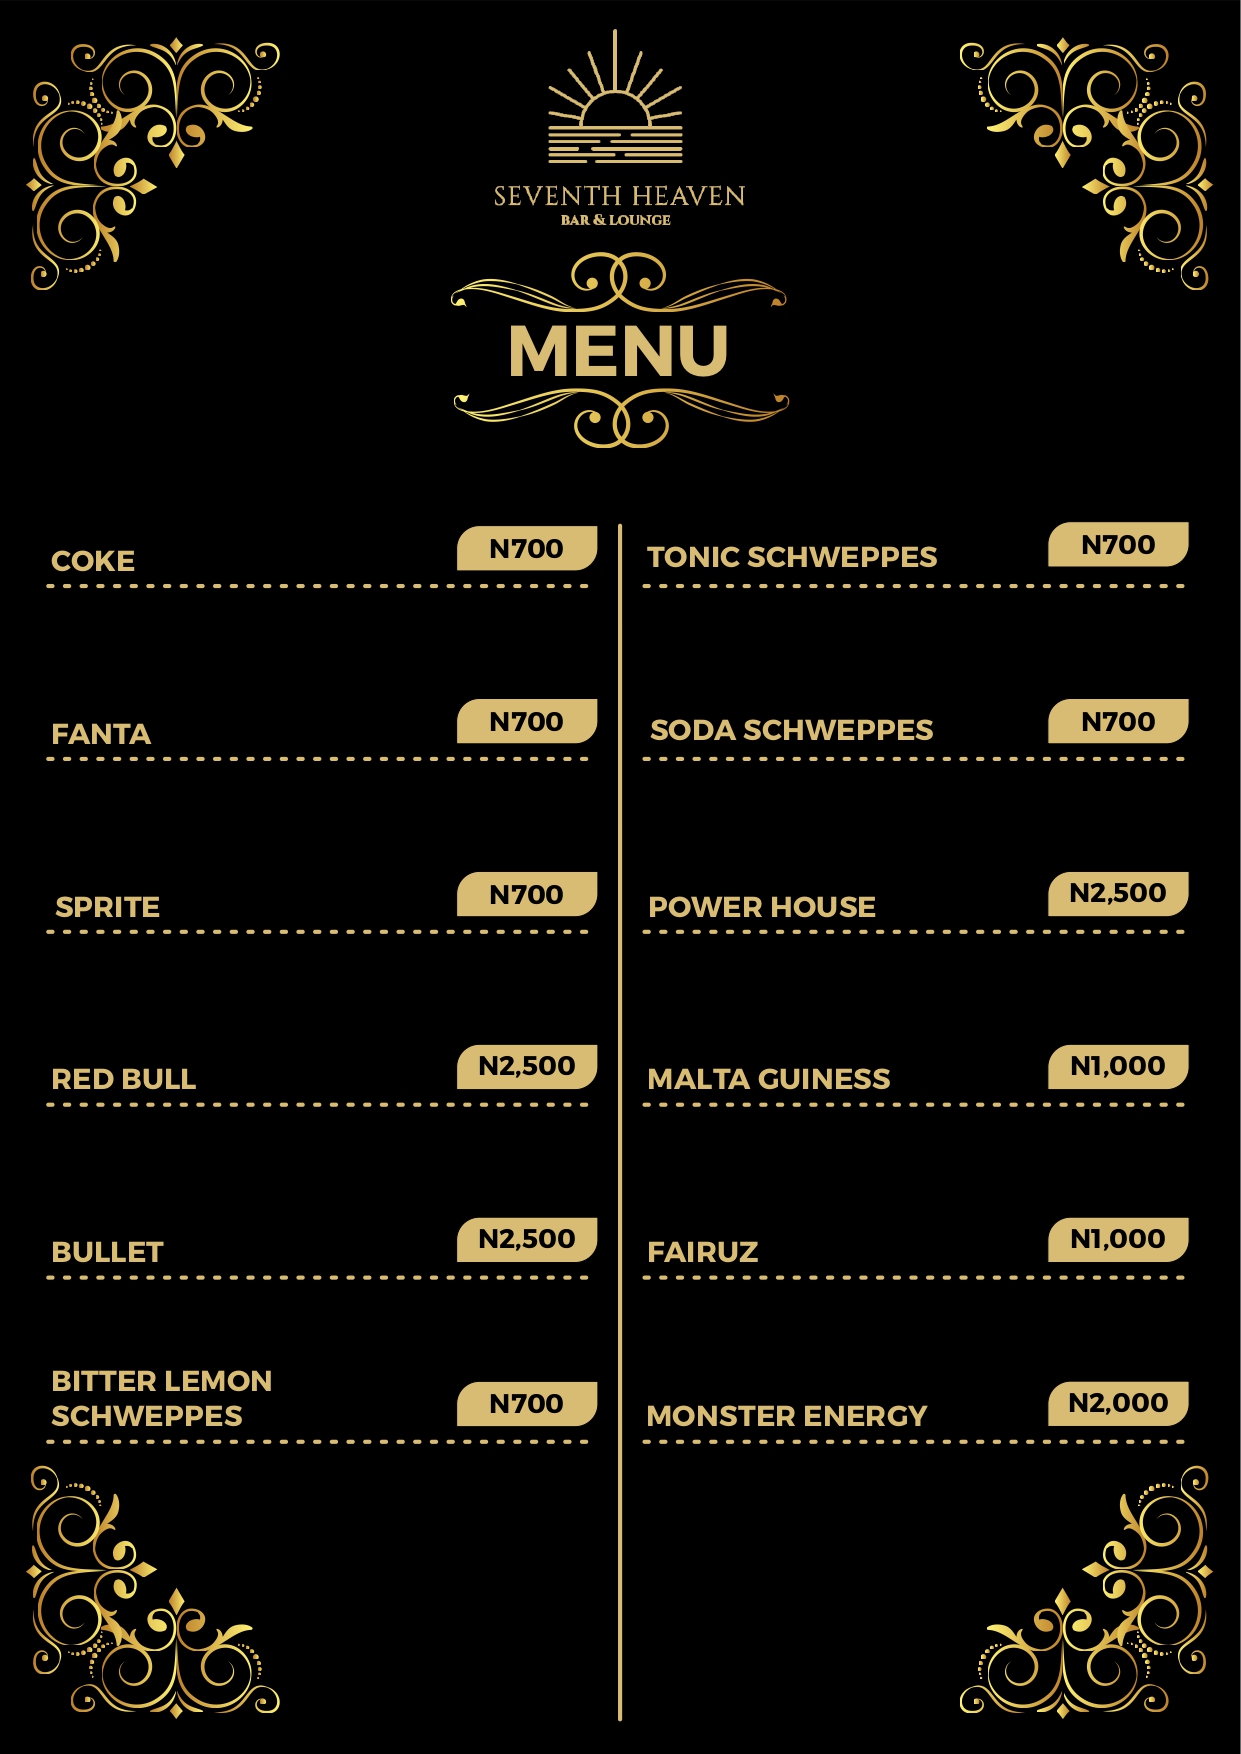 SEVENTH HEAVEN
BAR & LOUNGE
MENU
COKE N700
FANTA N700
SPRITE N700
RED BULL N2,500
BULLET N2,500
BITTER LEMON
SCHWEPPES N700
TONIC SCHWEPPES N700
SODA SCHWEPPES N700
POWER HOUSE N2,500
MALTA GUINESS N1,000
FAIRUZ N1,000
MONSTER ENERGY N2,000